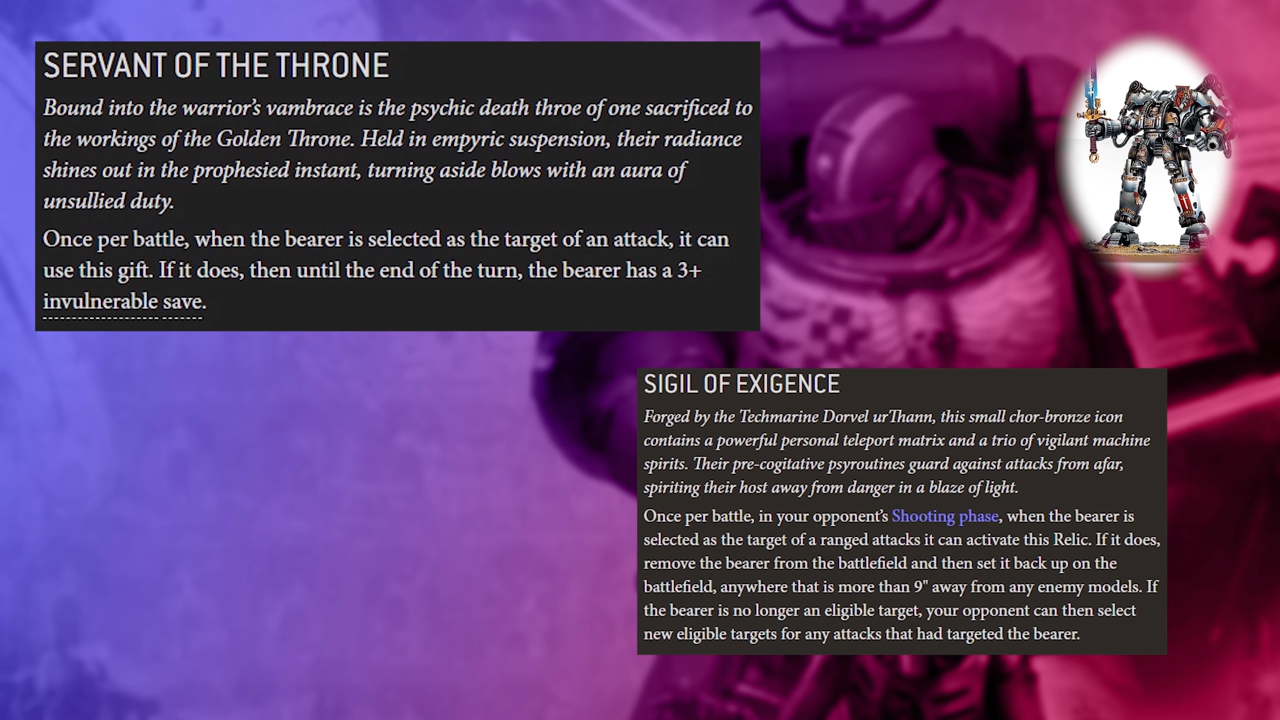 SERVANT OF THE THRONE
Bound into the warrior's vambrace is the psychic death throe of one sacrificed to
the workings of the Golden Throne. Held in empyric suspension, their radiance
shines out in the prophesied instant, turning aside blows with an aura of
unsullied duty.
Once per battle, when the bearer is selected as the target of an attack, it can
use this gift. If it does, then until the end of the turn, the bearer has a 3+
invulnerable save.
SIGIL OF EXIGENCE
Forged by the Techmarine Dorvel urThann, this small chor-bronze icon
contains a powerful personal teleport matrix and a trio of vigilant machine
spirits. Their pre-cogitative psyroutines guard against attacks from afar,
spiriting their host away from danger in a blaze of light.
Once per battle, in your opponent's Shooting phase, when the bearer is
selected as the target of a ranged attacks it can activate this Relic. If it does,
remove the bearer from the battlefield and then set it back up on the
battlefield, anywhere that is more than 9" away from any enemy models. If
the bearer is no longer an eligible target, your opponent can then select
new eligible targets for any attacks that had targeted the bearer.